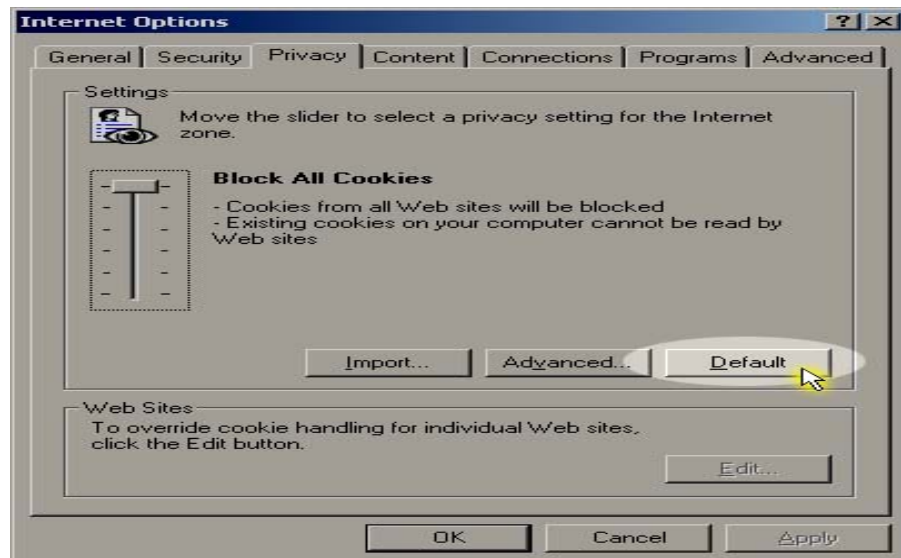 Internet Options
General Security Privacy Content Connections Programs Advanced
Settings
Move the slider to select a privacy setting for the Internet
zone.
Block All Cookies
- Cookies from all Web sites will be blocked
- Existing cookies on your computer cannot be read by
Web sites
Import... Advanced... Default
Web Sites
To override cookie handling for individual Web sites,
click the Edit button.
Edit...
OK Cancel Apply